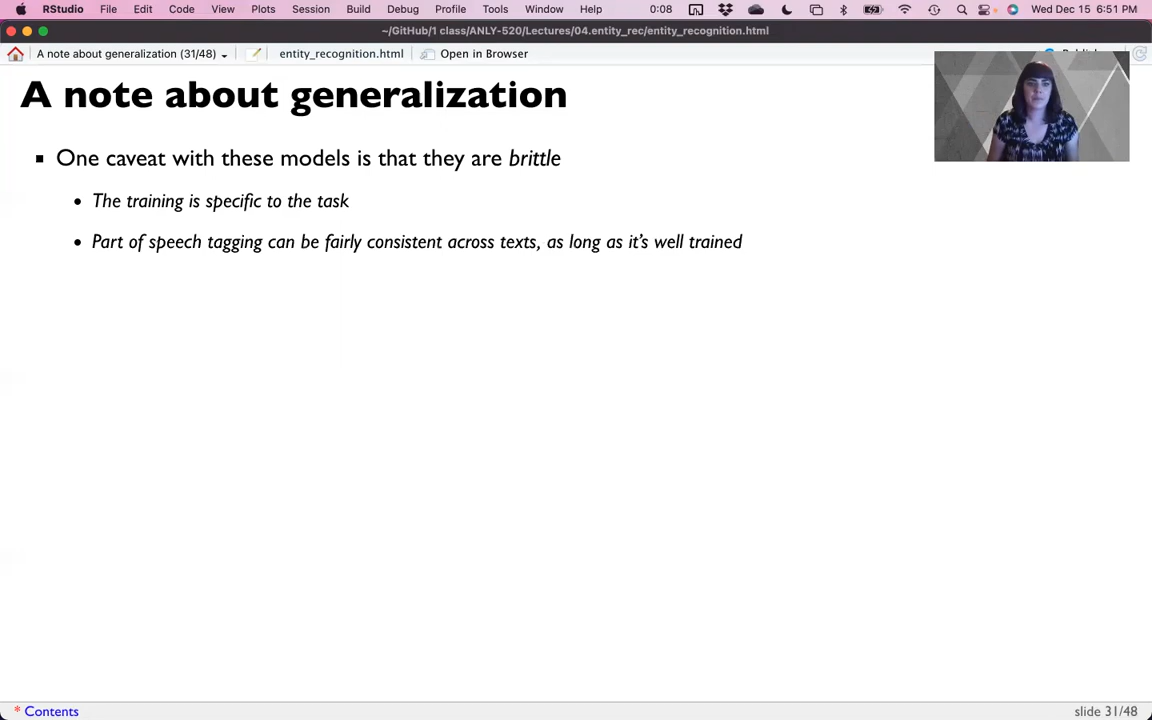 RStudio File Edit Code View Plots Session Build Debug Profile Tools Window Help 0:08 Wed Dec 15 6:51 PM
~/GitHub/1 class/ANLY-520/Lectures/04.entity_rec/entity_recognition.html
A note about generalization (31/48) entity_recognition.html Open in Browser
A note about generalization
One caveat with these models is that they are brittle
The training is specific to the task
Part of speech tagging can be fairly consistent across texts, as long as it's well trained
* Contents slide 31/48